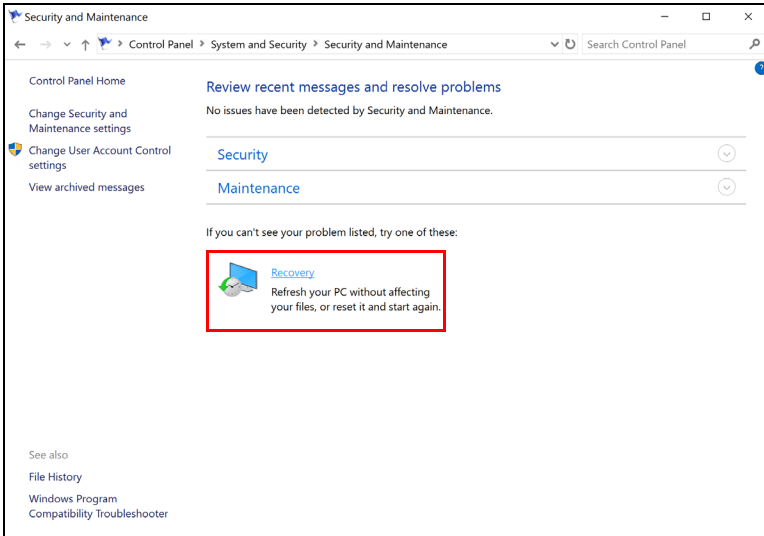 Security and Maintenance
Control Panel > System and Security > Security and Maintenance
Search Control Panel
?
Control Panel Home
Change Security and
Maintenance settings
Change User Account Control
settings
View archived messages
Review recent messages and resolve problems
No issues have been detected by Security and Maintenance.
Security
Maintenance
If you can't see your problem listed, try one of these:
Recovery
Refresh your PC without affecting
your files, or reset it and start again.
See also
File History
Windows Program
Compatibility Troubleshooter